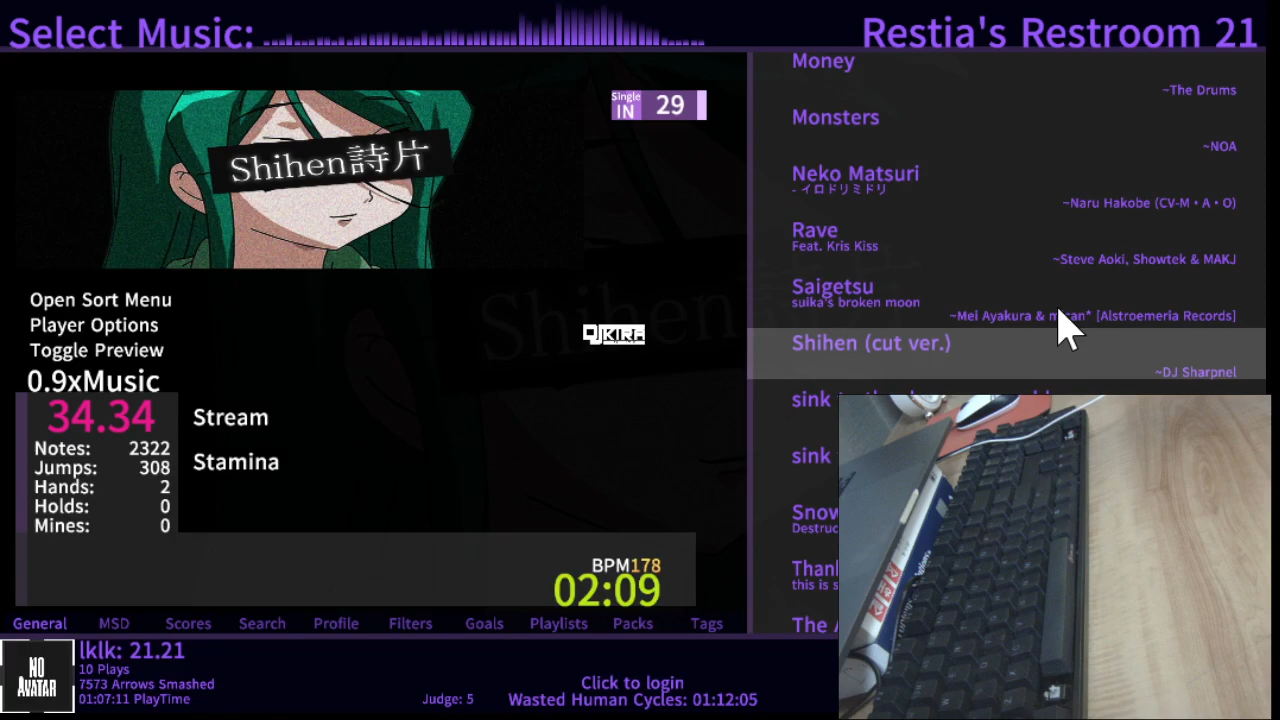 Select Music:
Restia's Restroom 21
Shihen詩片
Single
IN
29
Open Sort Menu
Player Options
Toggle Preview
0.9xMusic
34.34
Notes: 2322
Jumps: 308
Hands: 2
Holds: 0
Mines: 0
Stream
Stamina
DJKIRA
BPM178
02:09
General MSD Scores Search Profile Filters Goals Playlists Packs Tags
NO
AVATAR
lklk: 21.21
10 Plays
7573 Arrows Smashed
01:07:11 PlayTime
Judge: 5
Click to login
Wasted Human Cycles: 01:12:05
Money
~The Drums
Monsters
~NOA
Neko Matsuri
- イロドリミドリ
~Naru Hakobe (CV-M・A・O)
Rave
Feat. Kris Kiss
~Steve Aoki, Showtek & MAKJ
Saigetsu
suika's broken moon
~Mei Ayakura & [Alstroemeria Records]
Shihen (cut ver.)
~DJ Sharpnel
sink
sink